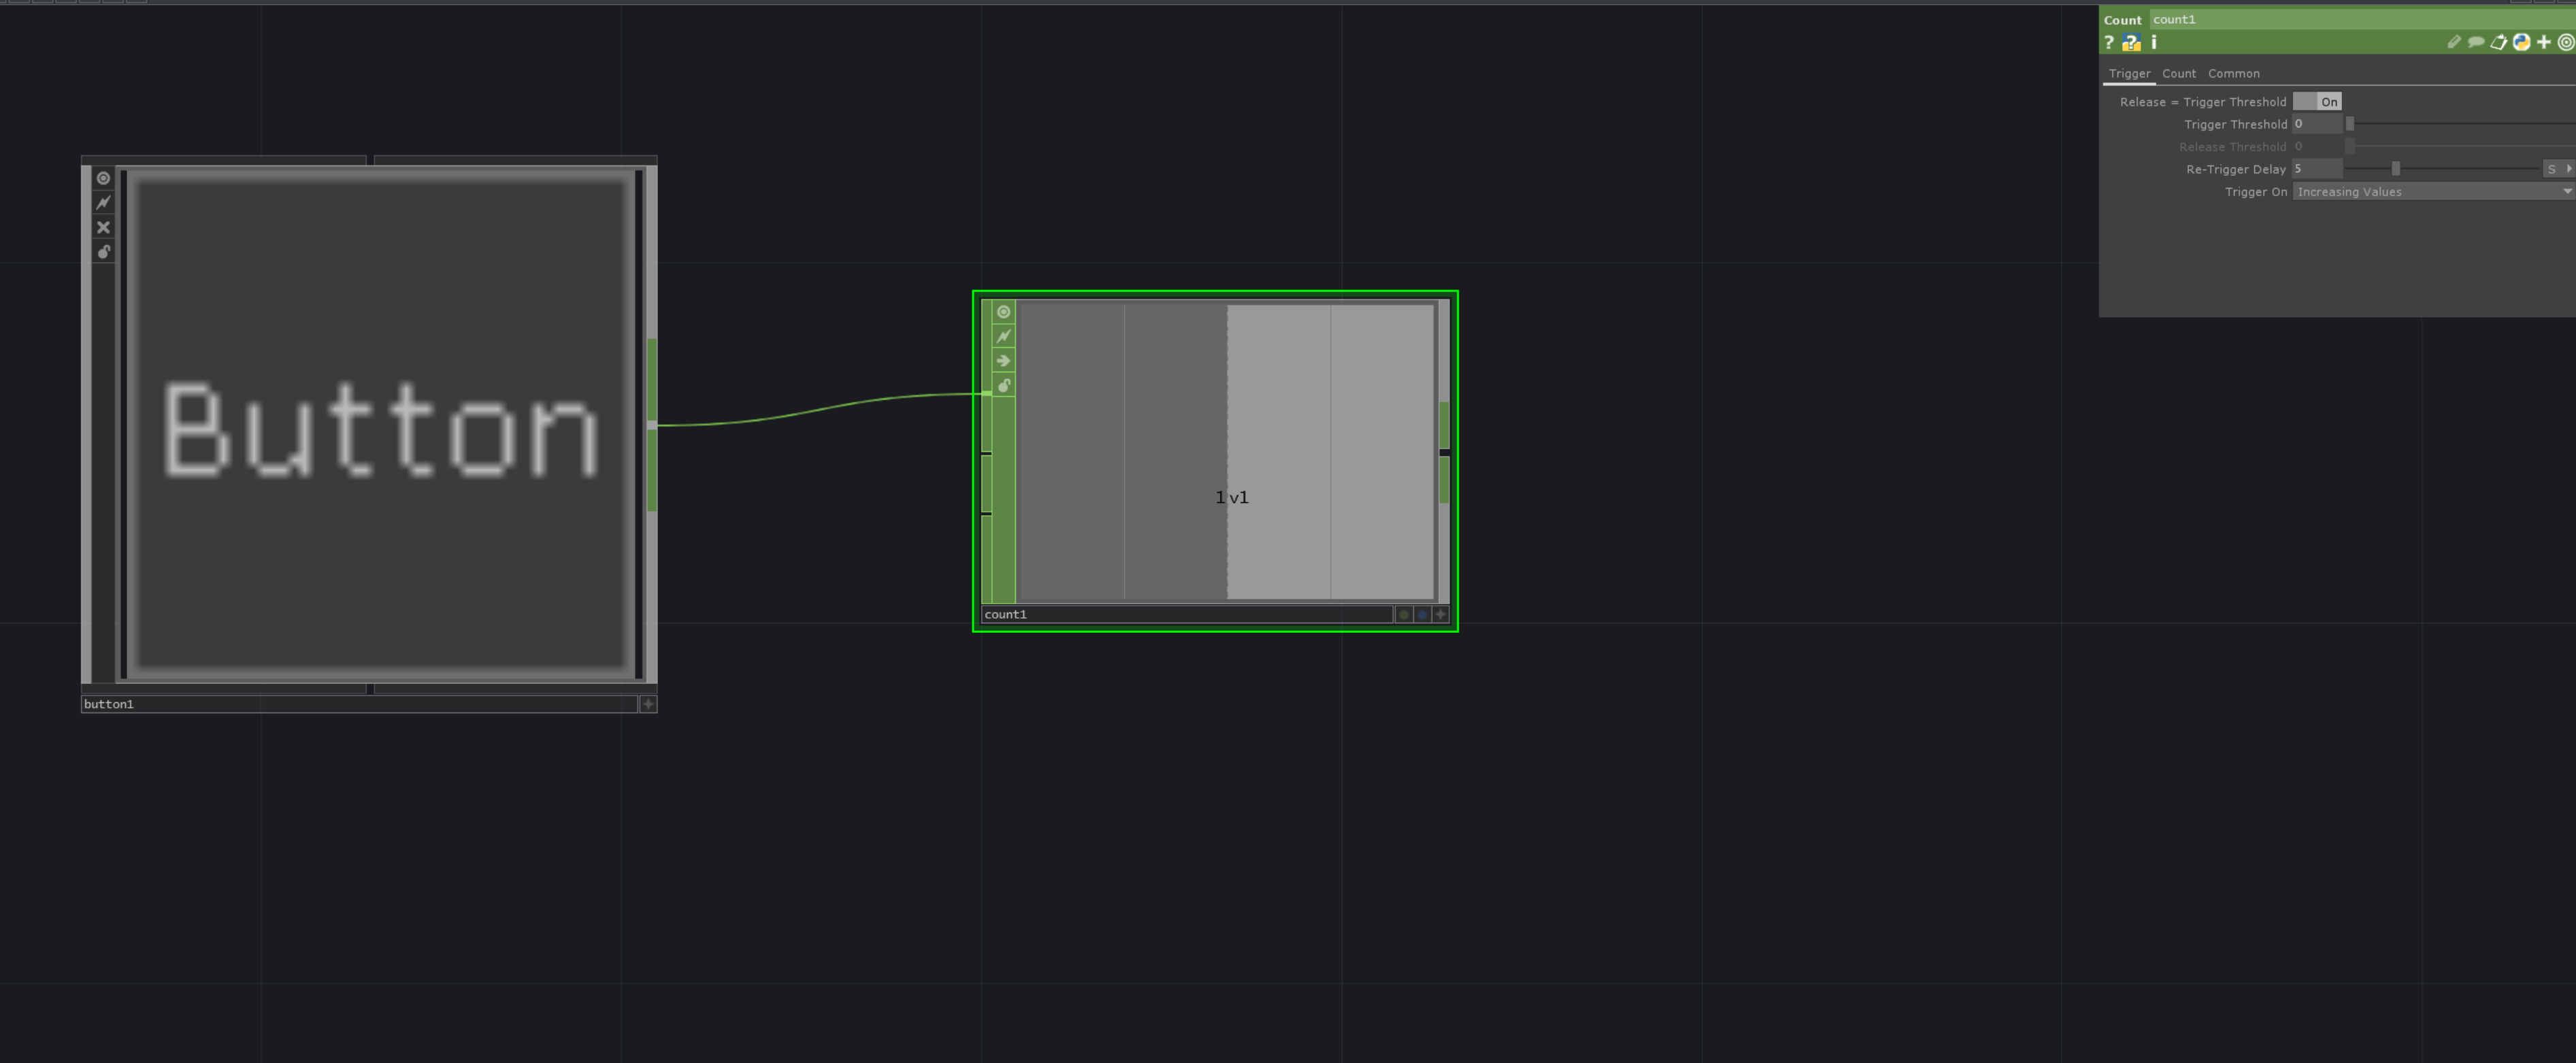 Count count1
? ? i
Trigger Count Common
Release = Trigger Threshold On
Trigger Threshold 0
Release Threshold 0
Re-Trigger Delay 5 S
Trigger On Increasing Values
Button
1 v1
count1
button1